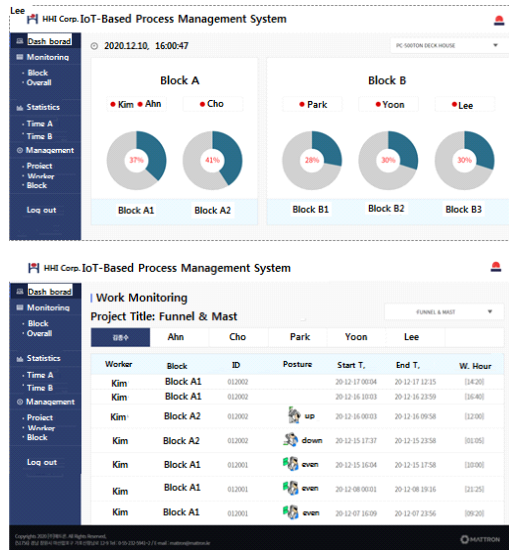 Lee
HHI Corp. IoT-Based Process Management System
Dash borad
2020.12.10, 16:00:47
PC-500TON DECK HOUSE
Monitoring
· Block
· Overall
Statistics
· Time A
· Time B
Management
· Project
· Worker
· Block
Log out
Block A
Kim Ahn Cho
37% 41%
Block A1 Block A2
Block B
Park Yoon Lee
28% 30% 30%
Block B1 Block B2 Block B3
HHI Corp. IoT-Based Process Management System
Dash borad
Monitoring
· Block
· Overall
Statistics
· Time A
· Time B
Management
· Project
· Worker
· Block
Log out
Work Monitoring
Project Title: Funnel & Mast
FUNNEL & MAST
Ahn Cho Park Yoon Lee
Worker Block ID Posture Start T, End T, W. Hour
Kim Block A1 012002 20-12-17 00:04 20-12-17 12:15 [14:20]
Kim Block A1 012002 20-12-16 10:03 20-12-16 23:59 [16:40]
Kim Block A2 012002 up 20-12-16 00:03 20-12-16 09:58 [12:00]
Kim Block A2 012002 down 20-12-15 17:37 20-12-15 23:58 [01:05]
Kim Block A1 012001 even 20-12-15 16:04 20-12-15 17:58 [10:00]
Kim Block A1 012001 even 20-12-08 00:01 20-12-08 19:16 [21:25]
Kim Block A1 012001 even 20-12-07 16:09 20-12-07 23:56 [09:20]
All Rights Reserved.
MATTRON